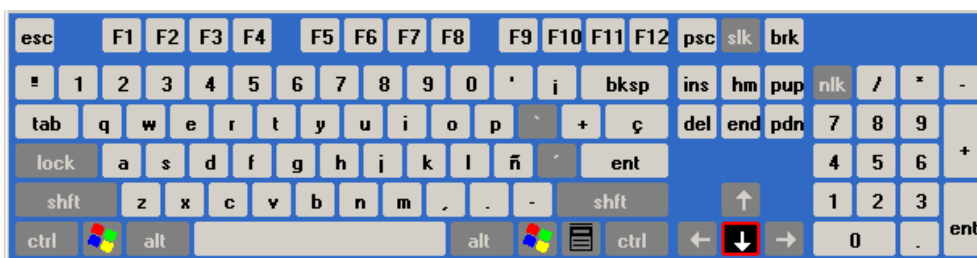 esc F1 F2 F3 F4 F5 F6 F7 F8 F9 F10 F11 F12 psc slk brk
º 1 2 3 4 5 6 7 8 9 0 ' ¡ bksp ins hm pup nlk / * -
tab q w e r t y u i o p ` + ç del end pdn 7 8 9 +
lock a s d f g h j k l ñ ´ ent 4 5 6
shft z x c v b n m , . - shft ↑ 1 2 3 ent
ctrl alt alt ctrl ← ↓ → 0 .